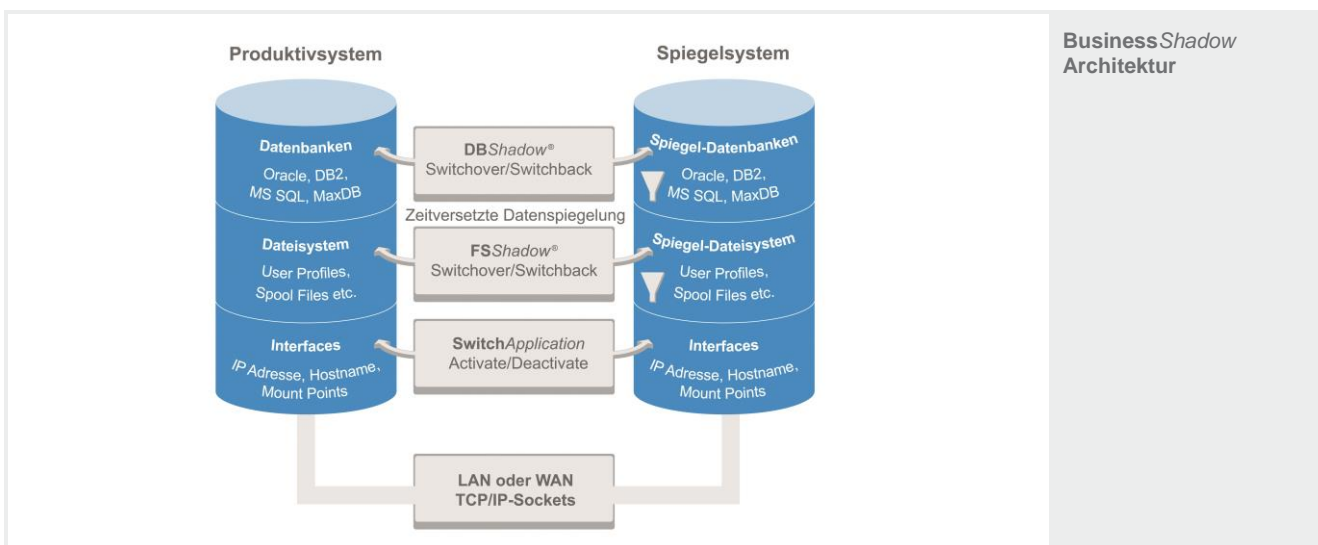 Produktivsystem
Spiegelsystem
BusinessShadow
Architektur
Datenbanken
Oracle, DB2,
MS SQL, MaxDB
DBShadow®
Switchover/Switchback
Spiegel-Datenbanken
Oracle, DB2,
MS SQL, MaxDB
Zeitversetzte Datenspiegelung
Dateisystem
User Profiles,
Spool Files etc.
FSShadow®
Switchover/Switchback
Spiegel-Dateisystem
User Profiles,
Spool Files etc.
Interfaces
IP Adresse, Hostname,
Mount Points
SwitchApplication
Activate/Deactivate
Interfaces
IP Adresse, Hostname,
Mount Points
LAN oder WAN
TCP/IP-Sockets